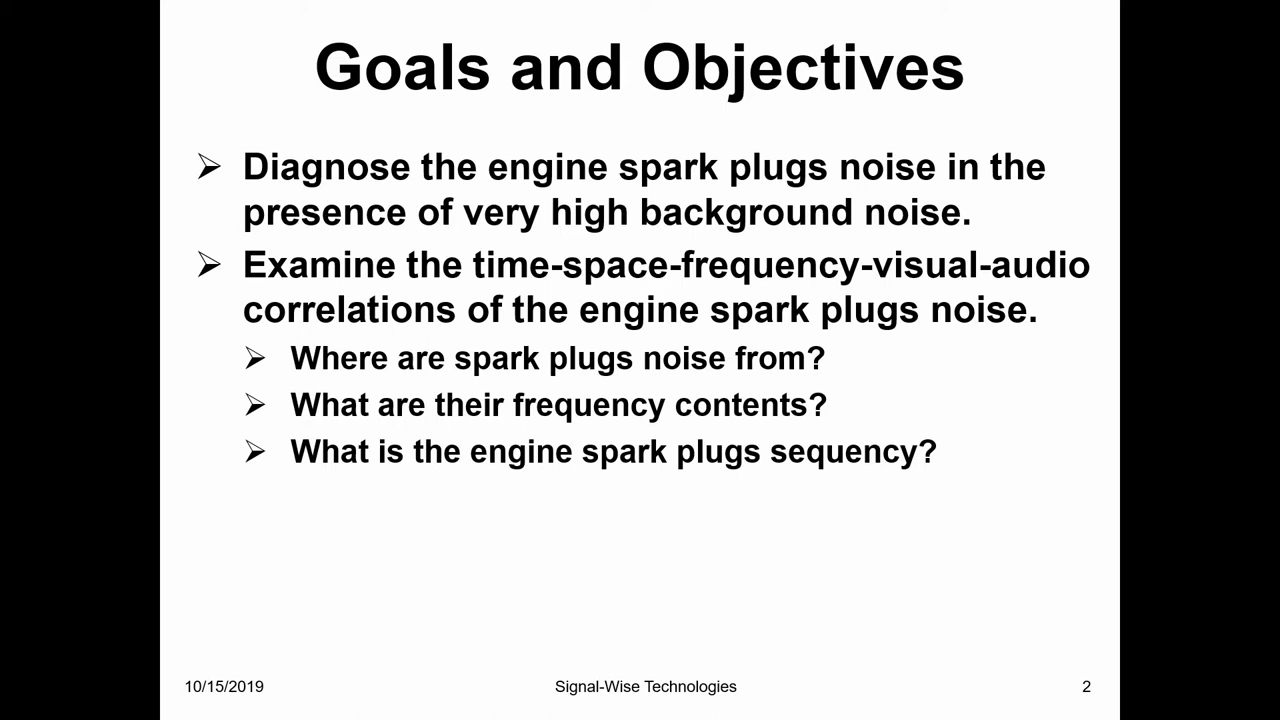 Goals and Objectives
➢ Diagnose the engine spark plugs noise in the
presence of very high background noise.
➢ Examine the time-space-frequency-visual-audio
correlations of the engine spark plugs noise.
➢ Where are spark plugs noise from?
➢ What are their frequency contents?
➢ What is the engine spark plugs sequency?
10/15/2019 Signal-Wise Technologies 2